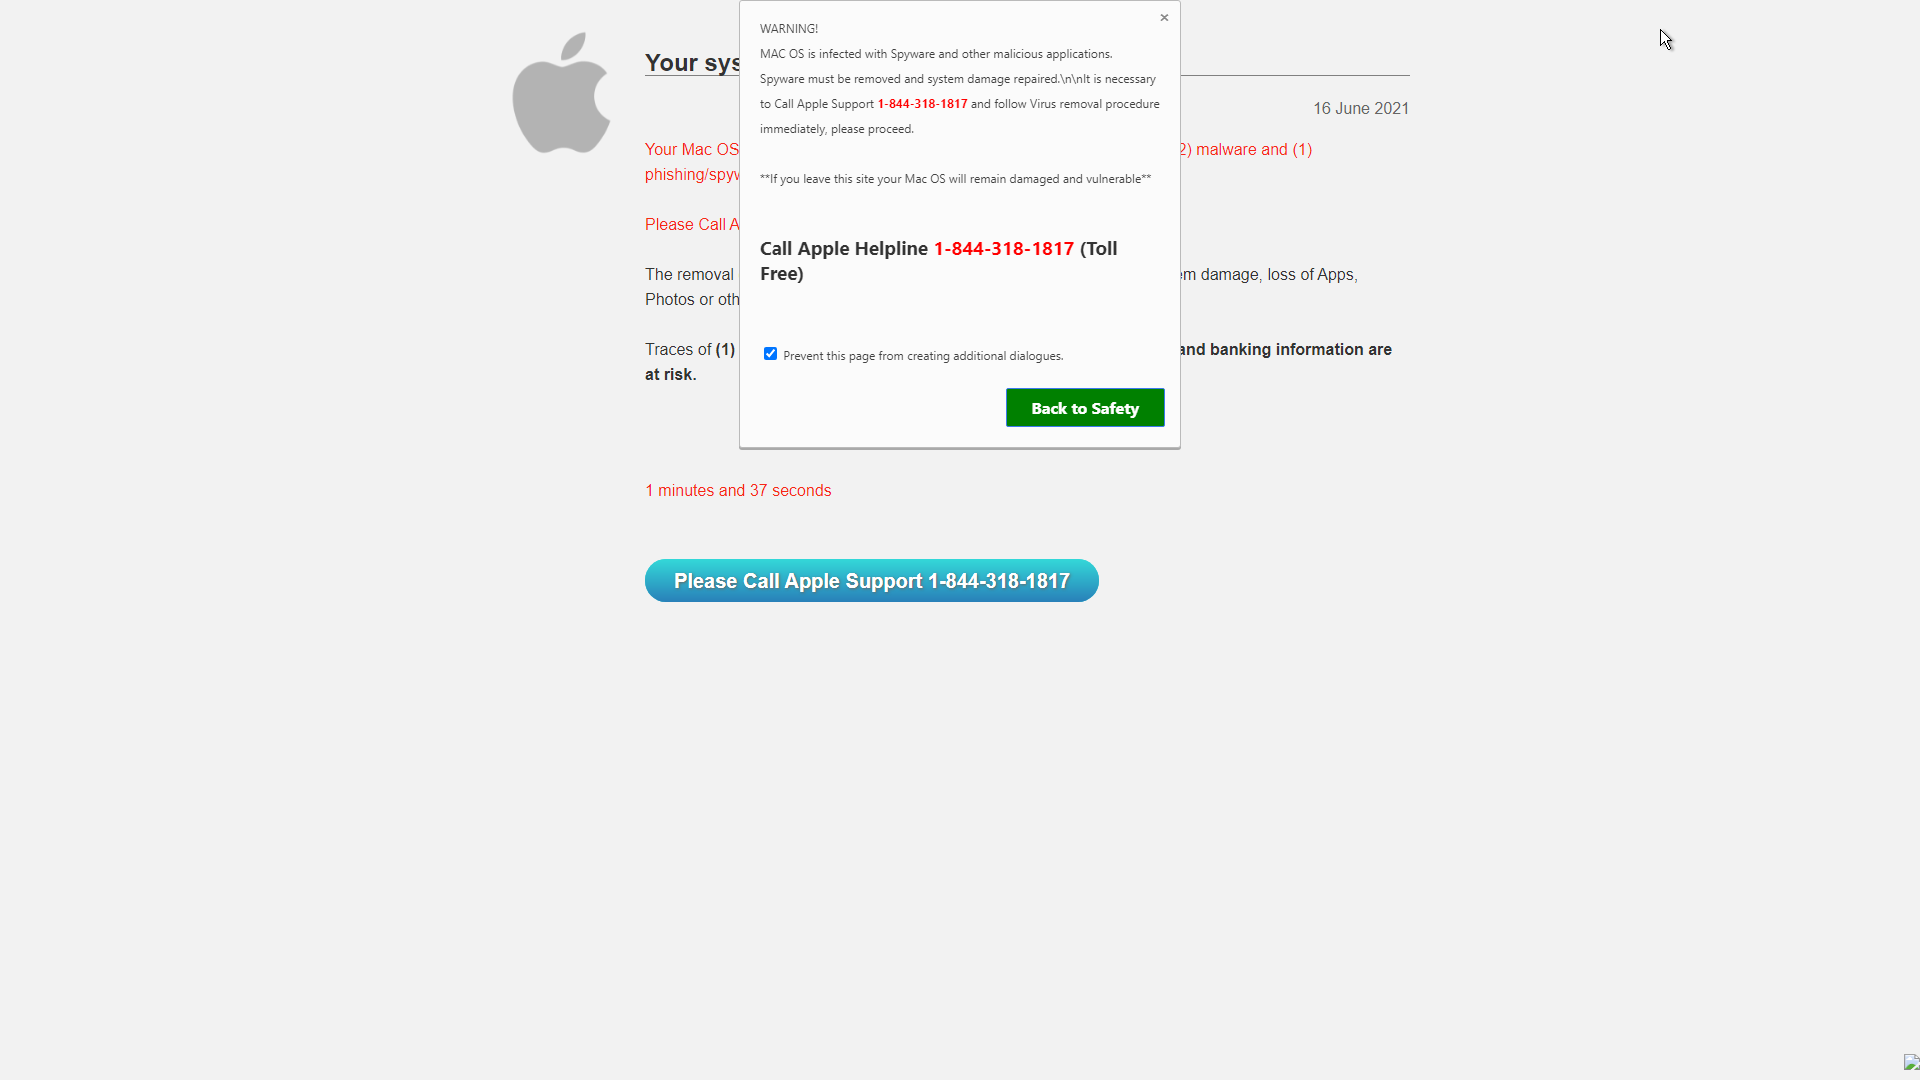 WARNING!
MAC OS is infected with Spyware and other malicious applications.
Spyware must be removed and system damage repaired.\n\nIt is necessary
to Call Apple Support 1-844-318-1817 and follow Virus removal procedure
immediately, please proceed.
**If you leave this site your Mac OS will remain damaged and vulnerable**
Call Apple Helpline 1-844-318-1817 (Toll
Free)
Prevent this page from creating additional dialogues.
Back to Safety
Your sys
16 June 2021
Your Mac OS 2) malware and (1)
phishing/spyw
Please Call A
The removal em damage, loss of Apps,
Photos or oth
Traces of (1) and banking information are
at risk.
1 minutes and 37 seconds
Please Call Apple Support 1-844-318-1817